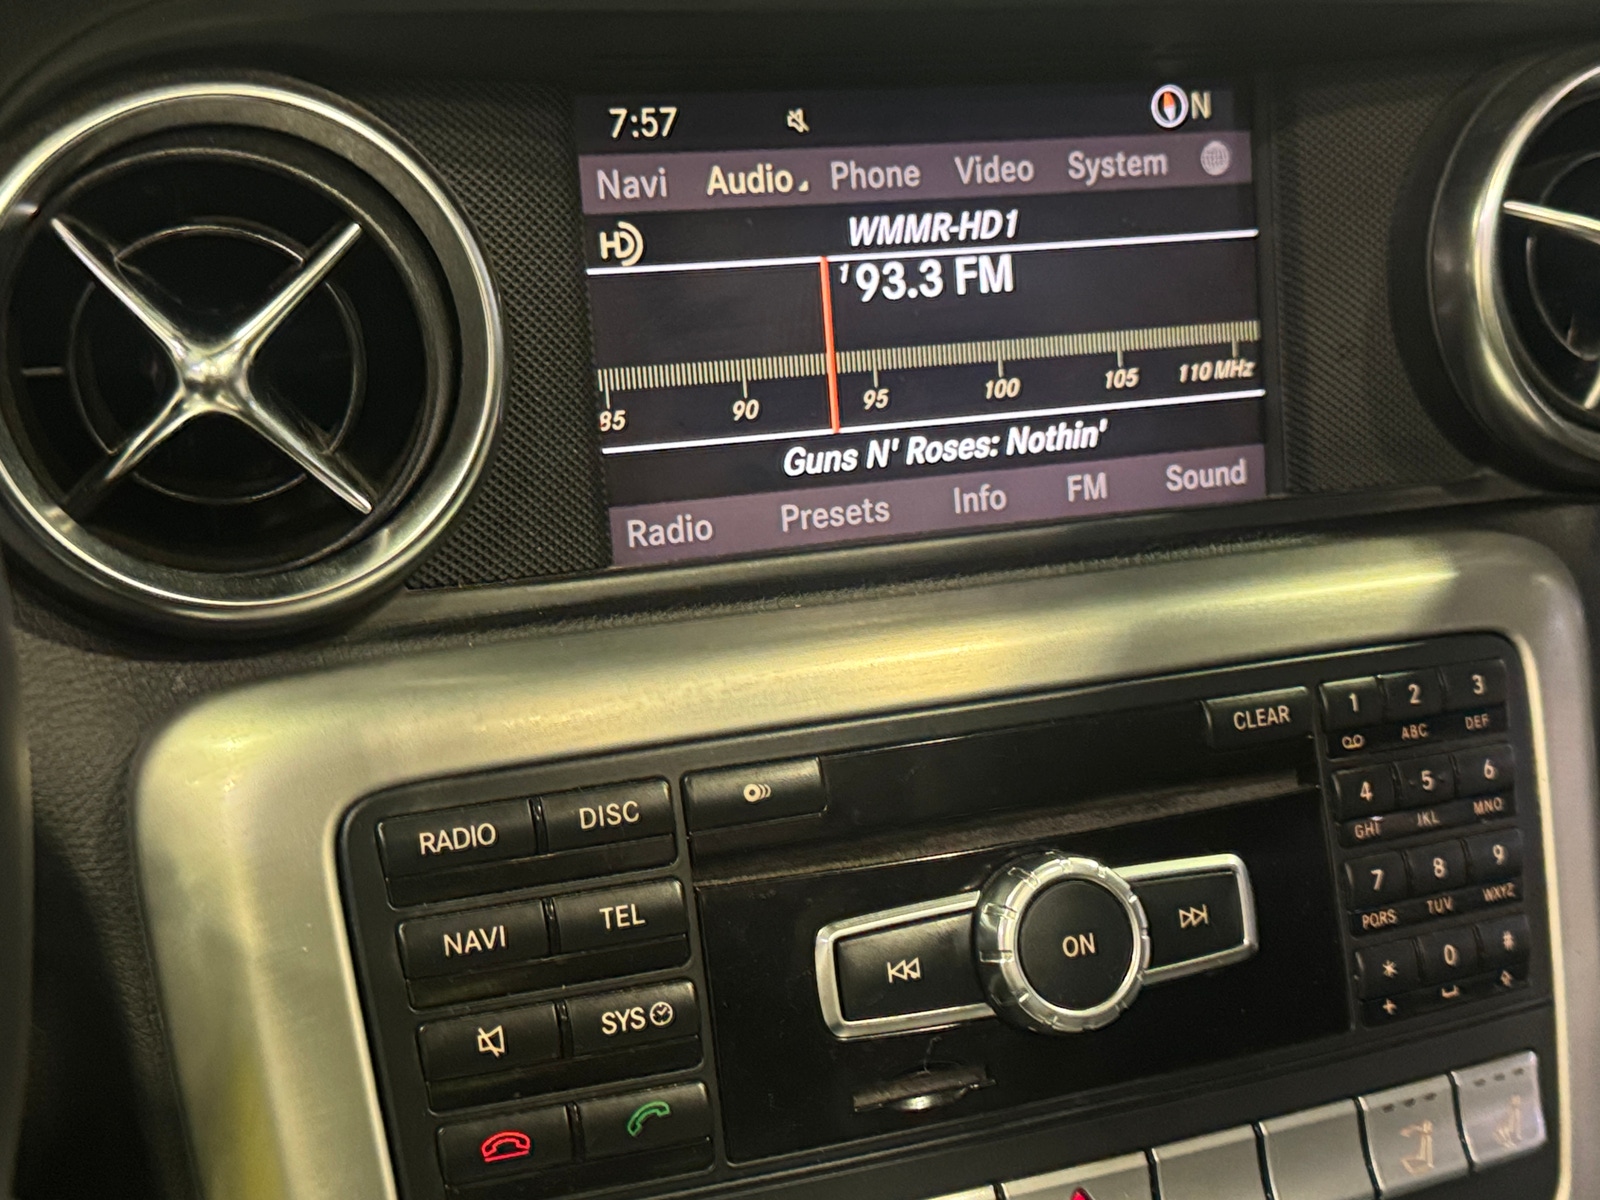 7:57 N
Navi Audio Phone Video System
HD WMMR-HD1
1 93.3 FM
85 90 95 100 105 110 MHz
Guns N' Roses: Nothin'
Radio Presets Info FM Sound
CLEAR
1 2 3
ABC DEF
RADIO DISC
4 5 6
GHI JKL MNO
NAVI TEL
7 8 9
PQRS TUV WXYZ
ON
SYS
* 0 #
+